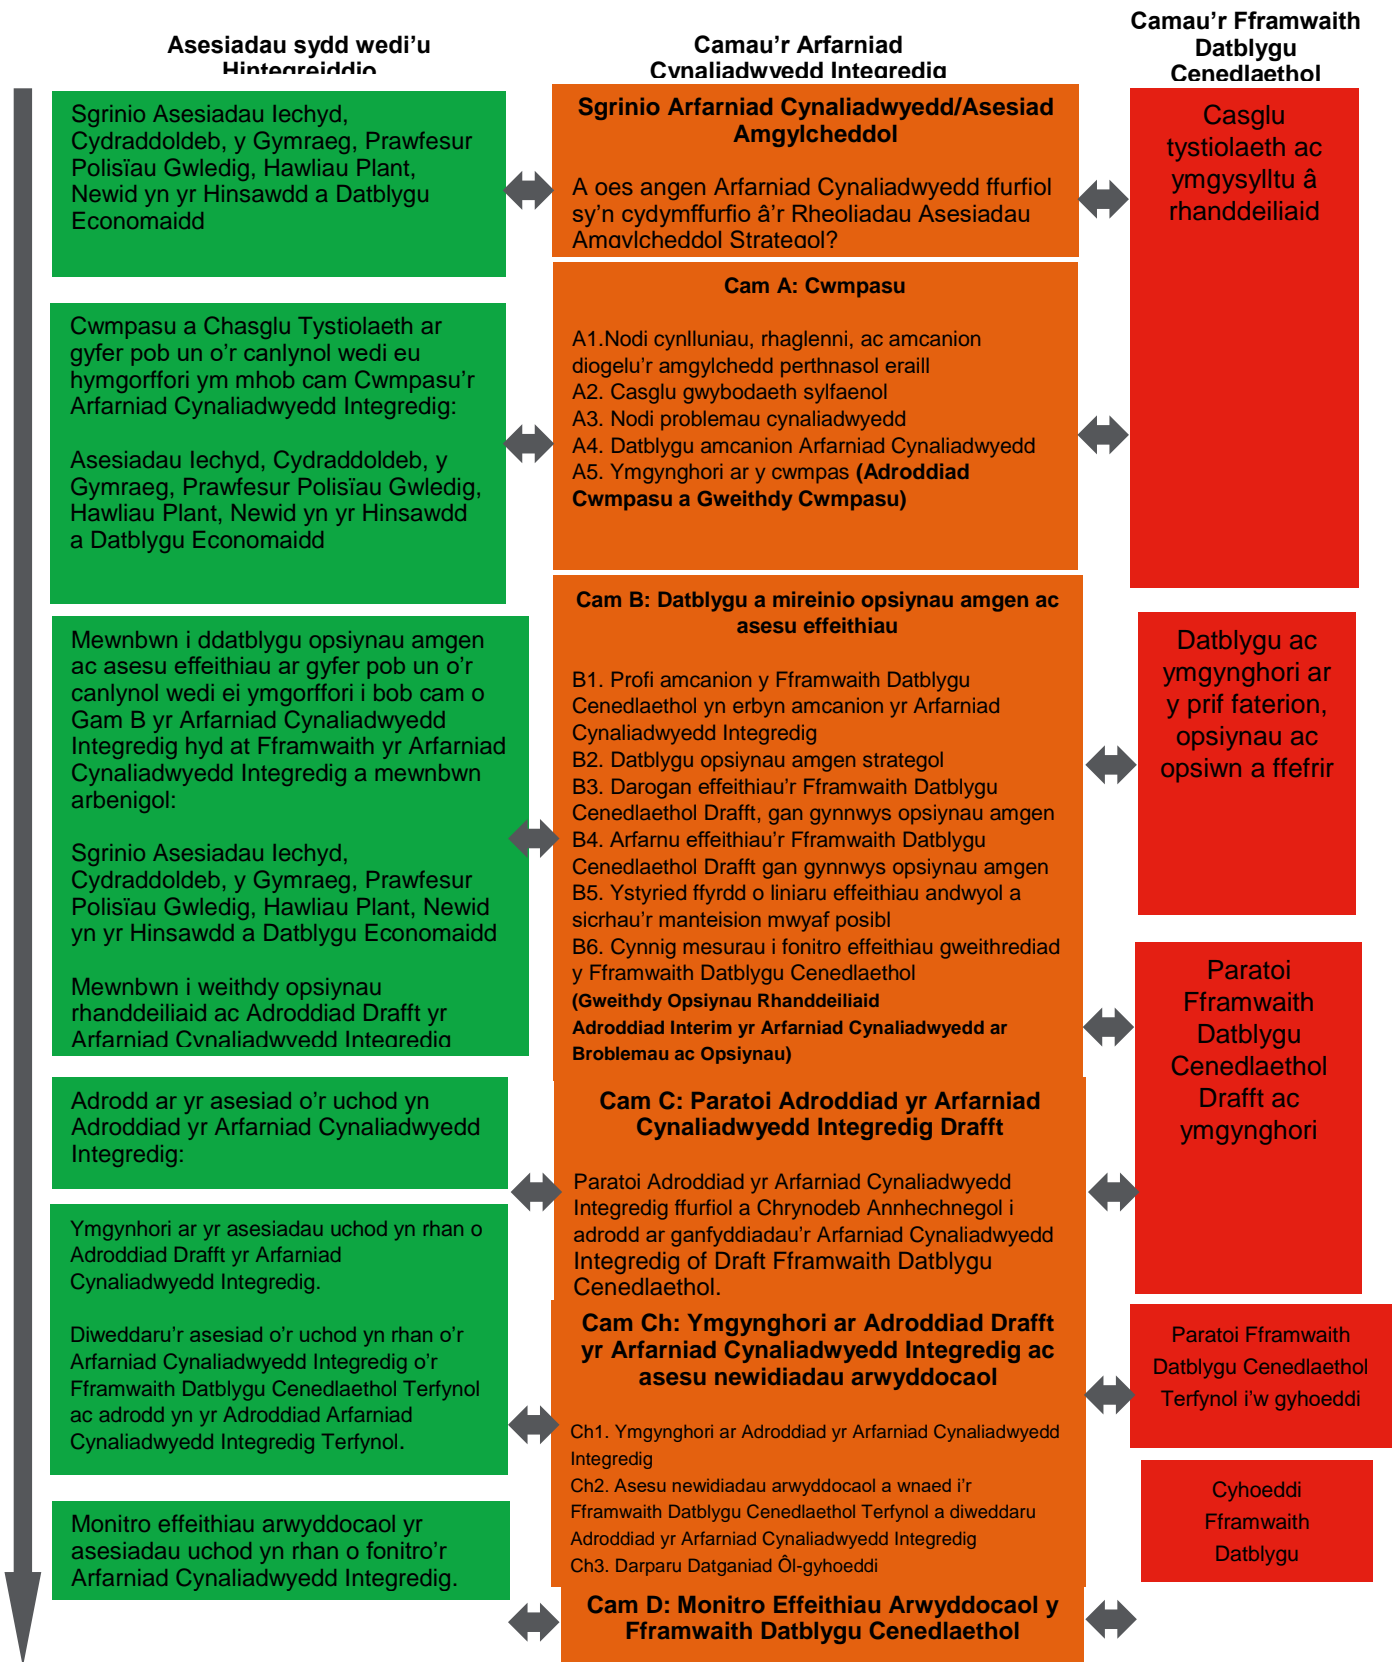 Asesiadau sydd wedi’u
Hintegreiddio
Sgrinio Asesiadau Iechyd,
Cydraddoldeb, y Gymraeg, Prawfesur
Polisïau Gwledig, Hawliau Plant,
Newid yn yr Hinsawdd a Datblygu
Economaidd
Cwmpasu a Chasglu Tystiolaeth ar
gyfer pob un o’r canlynol wedi eu
hymgorffori ym mhob cam Cwmpasu’r
Arfarniad Cynaliadwyedd Integredig:
Asesiadau Iechyd, Cydraddoldeb, y
Gymraeg, Prawfesur Polisïau Gwledig,
Hawliau Plant, Newid yn yr Hinsawdd
a Datblygu Economaidd
Mewnbwn i ddatblygu opsiynau amgen
ac asesu effeithiau ar gyfer pob un o’r
canlynol wedi ei ymgorffori i bob cam o
Gam B yr Arfarniad Cynaliadwyedd
Integredig hyd at Fframwaith yr Arfarniad
Cynaliadwyedd Integredig a mewnbwn
arbenigol:
Sgrinio Asesiadau Iechyd,
Cydraddoldeb, y Gymraeg, Prawfesur
Polisïau Gwledig, Hawliau Plant, Newid
yn yr Hinsawdd a Datblygu Economaidd
Mewnbwn i weithdy opsiynau
rhanddeiliaid ac Adroddiad Drafft yr
Arfarniad Cynaliadwyedd Integredig
Adrodd ar yr asesiad o’r uchod yn
Adroddiad yr Arfarniad Cynaliadwyedd
Integredig:
Ymgynhori ar yr asesiadau uchod yn rhan o
Adroddiad Drafft yr Arfarniad
Cynaliadwyedd Integredig.
Diweddaru’r asesiad o’r uchod yn rhan o’r
Arfarniad Cynaliadwyedd Integredig o’r
Fframwaith Datblygu Cenedlaethol Terfynol
ac adrodd yn yr Adroddiad Arfarniad
Cynaliadwyedd Integredig Terfynol.
Monitro effeithiau arwyddocaol yr
asesiadau uchod yn rhan o fonitro’r
Arfarniad Cynaliadwyedd Integredig.
Camau’r Arfarniad
Cynaliadwyedd Integredig
Sgrinio Arfarniad Cynaliadwyedd/Asesiad
Amgylcheddol
A oes angen Arfarniad Cynaliadwyedd ffurfiol
sy’n cydymffurfio â’r Rheoliadau Asesiadau
Amgylcheddol Strategol?
Cam A: Cwmpasu
A1.Nodi cynlluniau, rhaglenni, ac amcanion
diogelu’r amgylchedd perthnasol eraill
A2. Casglu gwybodaeth sylfaenol
A3. Nodi problemau cynaliadwyedd
A4. Datblygu amcanion Arfarniad Cynaliadwyedd
A5. Ymgynghori ar y cwmpas (Adroddiad
Cwmpasu a Gweithdy Cwmpasu)
Cam B: Datblygu a mireinio opsiynau amgen ac
asesu effeithiau
B1. Profi amcanion y Fframwaith Datblygu
Cenedlaethol yn erbyn amcanion yr Arfarniad
Cynaliadwyedd Integredig
B2. Datblygu opsiynau amgen strategol
B3. Darogan effeithiau’r Fframwaith Datblygu
Cenedlaethol Drafft, gan gynnwys opsiynau amgen
B4. Arfarnu effeithiau’r Fframwaith Datblygu
Cenedlaethol Drafft gan gynnwys opsiynau amgen
B5. Ystyried ffyrdd o liniaru effeithiau andwyol a
sicrhau’r manteision mwyaf posibl
B6. Cynnig mesurau i fonitro effeithiau gweithrediad
y Fframwaith Datblygu Cenedlaethol
(Gweithdy Opsiynau Rhanddeiliaid
Adroddiad Interim yr Arfarniad Cynaliadwyedd ar
Broblemau ac Opsiynau)
Cam C: Paratoi Adroddiad yr Arfarniad
Cynaliadwyedd Integredig Drafft
Paratoi Adroddiad yr Arfarniad Cynaliadwyedd
Integredig ffurfiol a Chrynodeb Annhechnegol i
adrodd ar ganfyddiadau’r Arfarniad Cynaliadwyedd
Integredig of Draft Fframwaith Datblygu
Cenedlaethol.
Cam Ch: Ymgynghori ar Adroddiad Drafft
yr Arfarniad Cynaliadwyedd Integredig ac
asesu newidiadau arwyddocaol
Ch1. Ymgynghori ar Adroddiad yr Arfarniad Cynaliadwyedd
Integredig
Ch2. Asesu newidiadau arwyddocaol a wnaed i’r
Fframwaith Datblygu Cenedlaethol Terfynol a diweddaru
Adroddiad yr Arfarniad Cynaliadwyedd Integredig
Ch3. Darparu Datganiad Ôl-gyhoeddi
Cam D: Monitro Effeithiau Arwyddocaol y
Fframwaith Datblygu Cenedlaethol
Camau’r Fframwaith
Datblygu
Cenedlaethol
Casglu
tystiolaeth ac
ymgysylltu â
rhanddeiliaid
Datblygu ac
ymgynghori ar
y prif faterion,
opsiynau ac
opsiwn a ffefrir
Paratoi
Fframwaith
Datblygu
Cenedlaethol
Drafft ac
ymgynghori
Paratoi Fframwaith
Datblygu Cenedlaethol
Terfynol i’w gyhoeddi
Cyhoeddi
Fframwaith
Datblygu